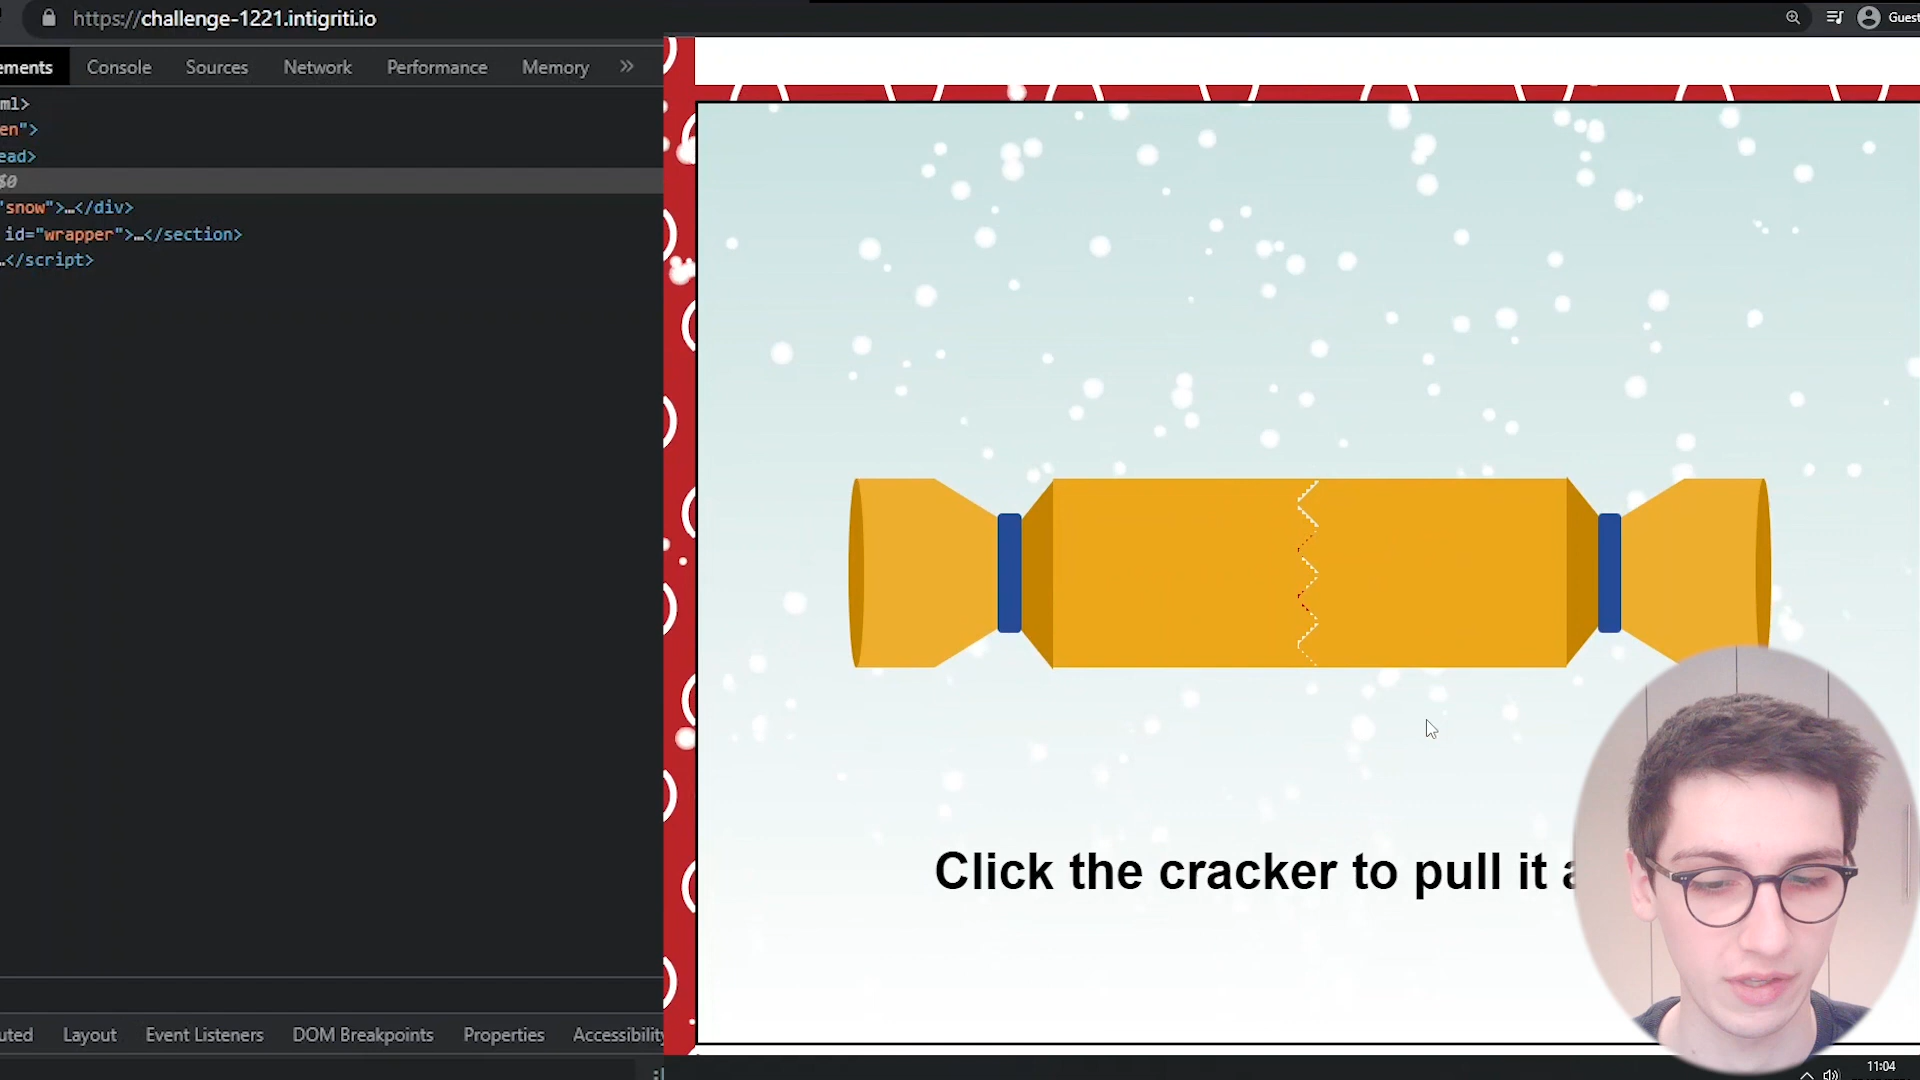 https://challenge-1221.intigriti.io
Guest
ements Console Sources Network Performance Memory »
ml>
en">
ead>
$0
"snow">…</div>
id="wrapper">…</section>
…</script>
Click the cracker to pull it a
uted Layout Event Listeners DOM Breakpoints Properties Accessibility
11:04